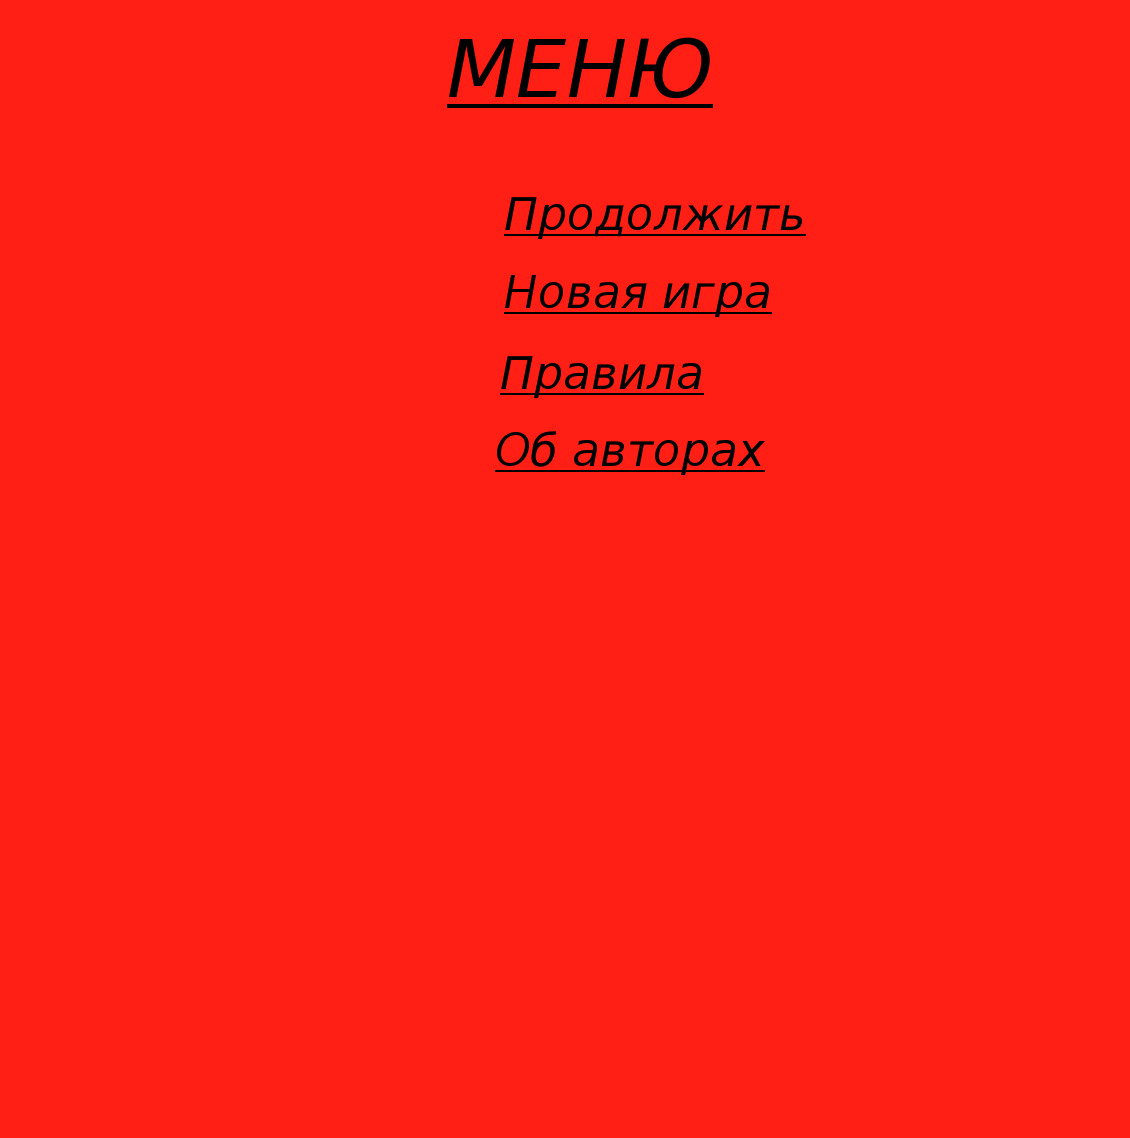 МЕНЮ
Продолжить
Новая игра
Правила
Об авторах